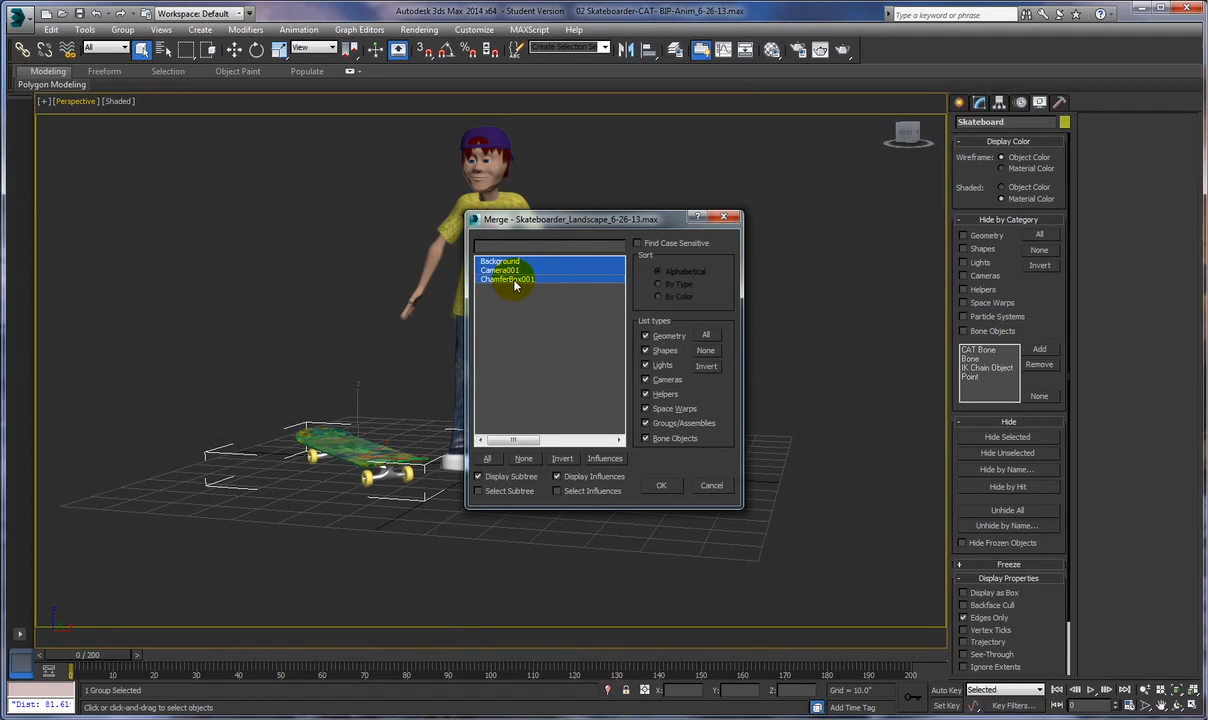 Workspace: Default
Autodesk 3ds Max 2014 x64 - Student Version 02 Skateboarder-CAT- BIP-Anim_6-26-13.max
Type a keyword or phrase
Edit Tools Group Views Create Modifiers Animation Graph Editors Rendering Customize MAXScript Help
All
View
Create Selection Se
Modeling Freeform Selection Object Paint Populate
Polygon Modeling
[+] [Perspective] [Shaded]
Skateboard
Display Color
Wireframe: Object Color
Material Color
Shaded: Object Color
Material Color
Hide by Category
Geometry All
Shapes None
Lights Invert
Cameras
Helpers
Space Warps
Particle Systems
Bone Objects
CAT Bone
Bone
IK Chain Object
Point
Add
Remove
None
Hide
Hide Selected
Hide Unselected
Hide by Name...
Hide by Hit
Unhide All
Unhide by Name...
Hide Frozen Objects
Freeze
Display Properties
Display as Box
Backface Cull
Edges Only
Vertex Ticks
Trajectory
See-Through
Ignore Extents
Merge - Skateboarder_Landscape_6-26-13.max
Find Case Sensitive
Background
Camera001
ChamferBox001
Sort
Alphabetical
By Type
By Color
List types
Geometry All
Shapes None
Lights Invert
Cameras
Helpers
Space Warps
Groups/Assemblies
Bone Objects
All None Invert Influences
Display Subtree Display Influences
Select Subtree Select Influences
OK Cancel
0 / 200
10 20 30 40 50 60 70 80 90 100 110 120 130 140 150 160 170 180 190 200
1 Group Selected
X: Y: Z: Grid = 10.0"
Auto Key Selected
"Dist: 81.61
Click or click-and-drag to select objects
Add Time Tag
Set Key Key Filters... 0